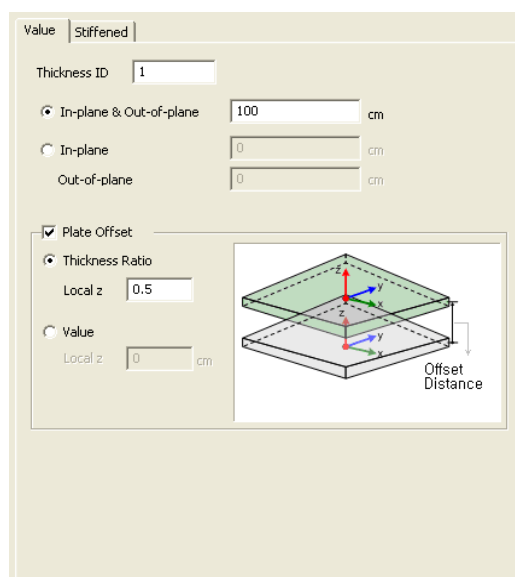 Value Stiffened
Thickness ID 1
In-plane & Out-of-plane 100 cm
In-plane 0 cm
Out-of-plane 0 cm
Plate Offset
Thickness Ratio
Local z 0.5
Value
Local z 0 cm
z
y
x
z
y
x
Offset
Distance